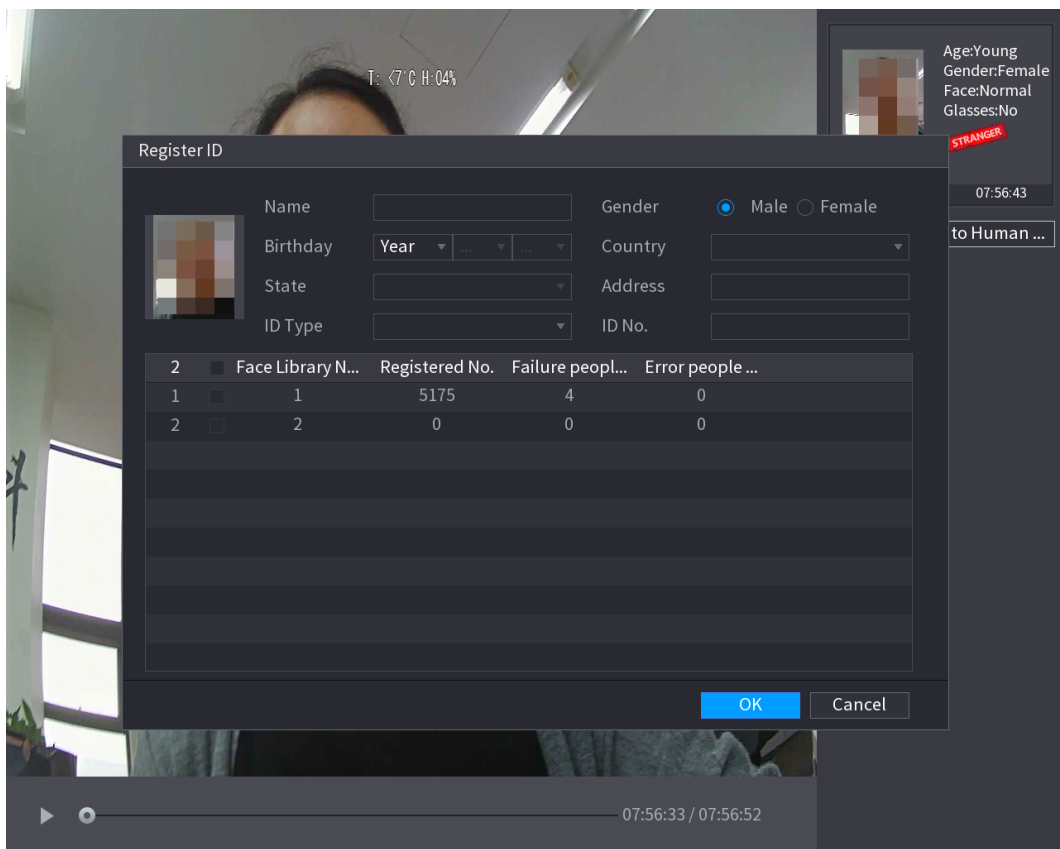 T: <7°C H:04%
Age:Young
Gender:Female
Face:Normal
Glasses:No
STRANGER
07:56:43
to Human ...
Register ID
Name
Gender
Male
Female
Birthday
Year
...
...
Country
State
Address
ID Type
ID No.
2 Face Library N... Registered No. Failure peopl... Error people ...
1 1 5175 4 0
2 2 0 0 0
OK
Cancel
07:56:33 / 07:56:52